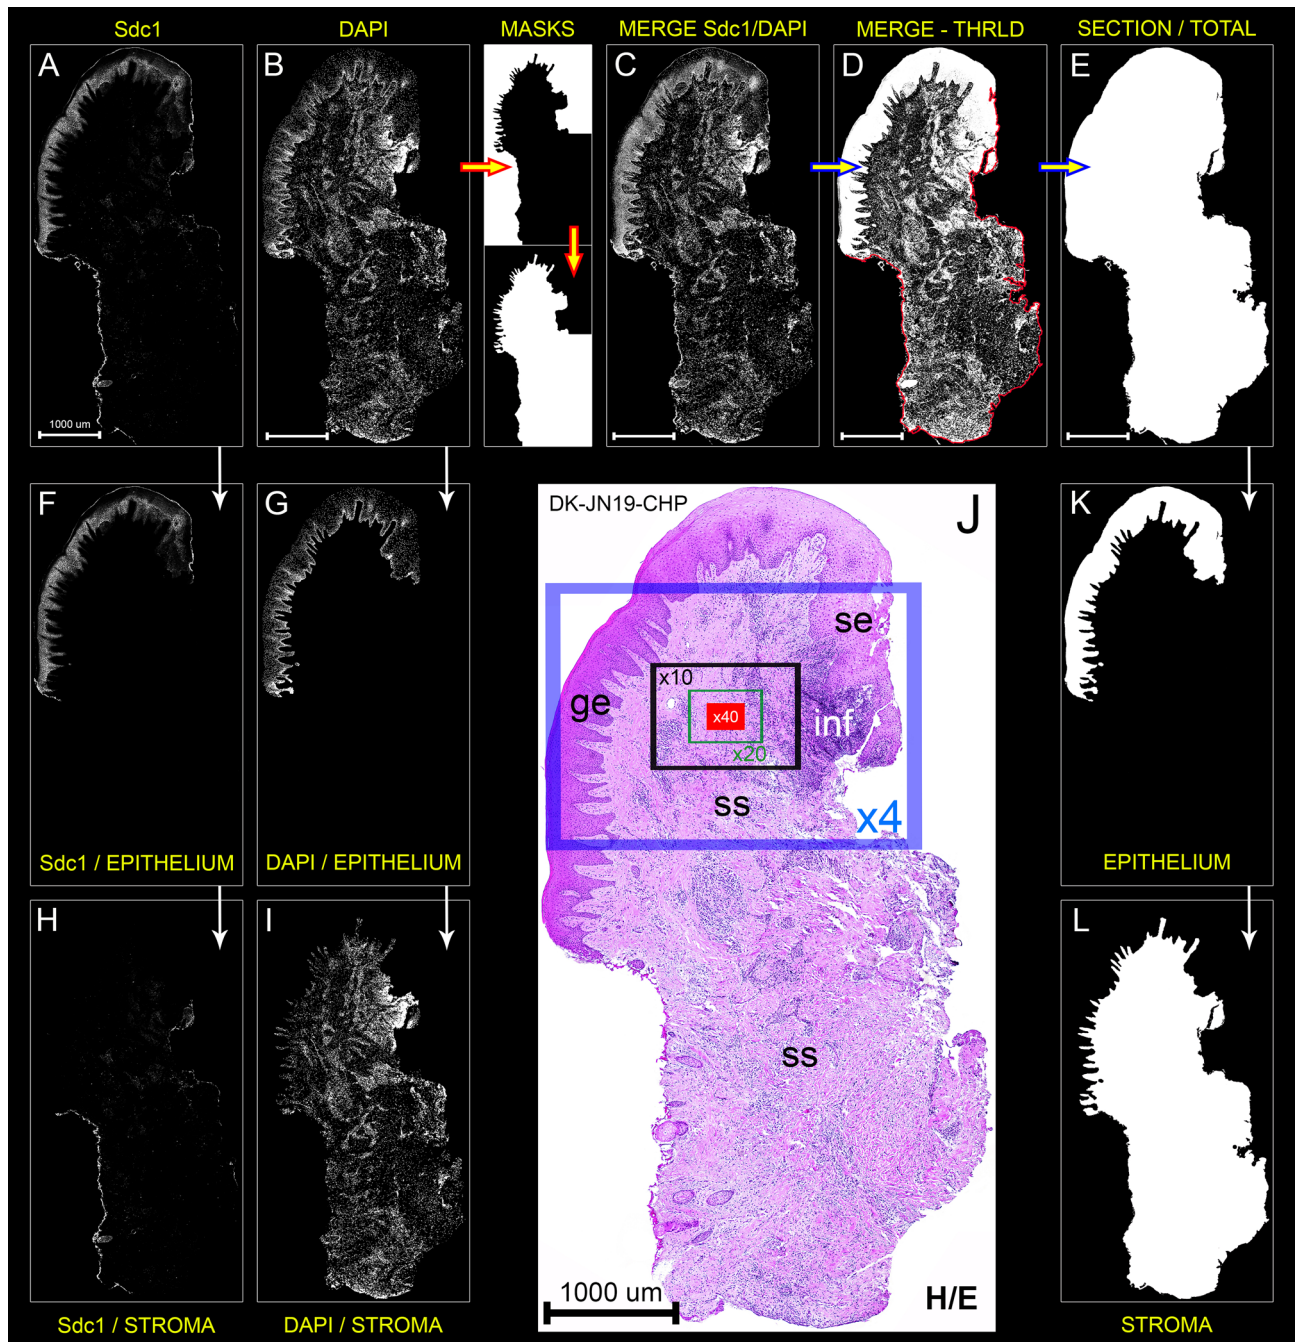 Sdc1 DAPI MASKS MERGE Sdc1/DAPI MERGE - THRLD SECTION / TOTAL
A B C D E
1000 um
F G J K
DK-JN19-CHP
se
x10
ge x40 inf
x20
ss x4
Sdc1 / EPITHELIUM DAPI / EPITHELIUM EPITHELIUM
H I L
ss
1000 um H/E
Sdc1 / STROMA DAPI / STROMA STROMA